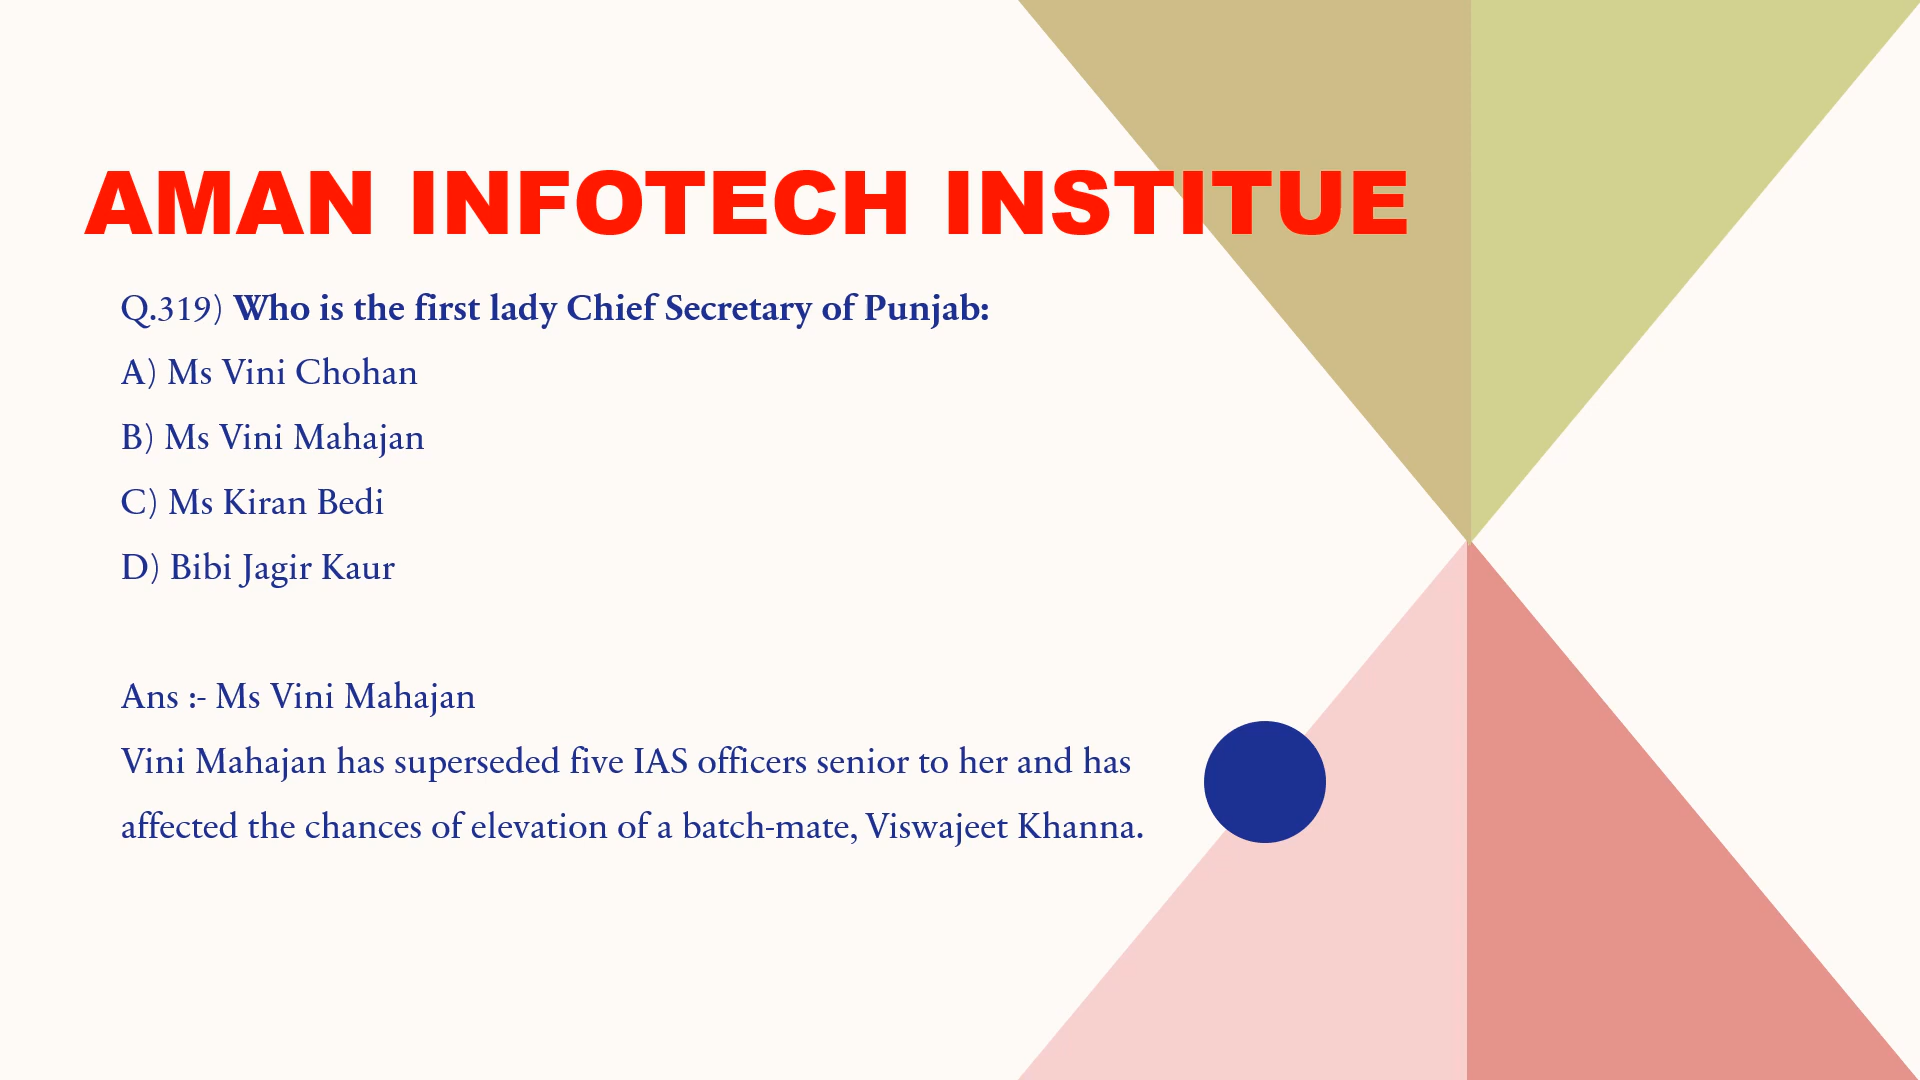 AMAN INFOTECH INSTITUE
Q.319) Who is the first lady Chief Secretary of Punjab:
A) Ms Vini Chohan
B) Ms Vini Mahajan
C) Ms Kiran Bedi
D) Bibi Jagir Kaur
Ans :- Ms Vini Mahajan
Vini Mahajan has superseded five IAS officers senior to her and has
affected the chances of elevation of a batch-mate, Viswajeet Khanna.